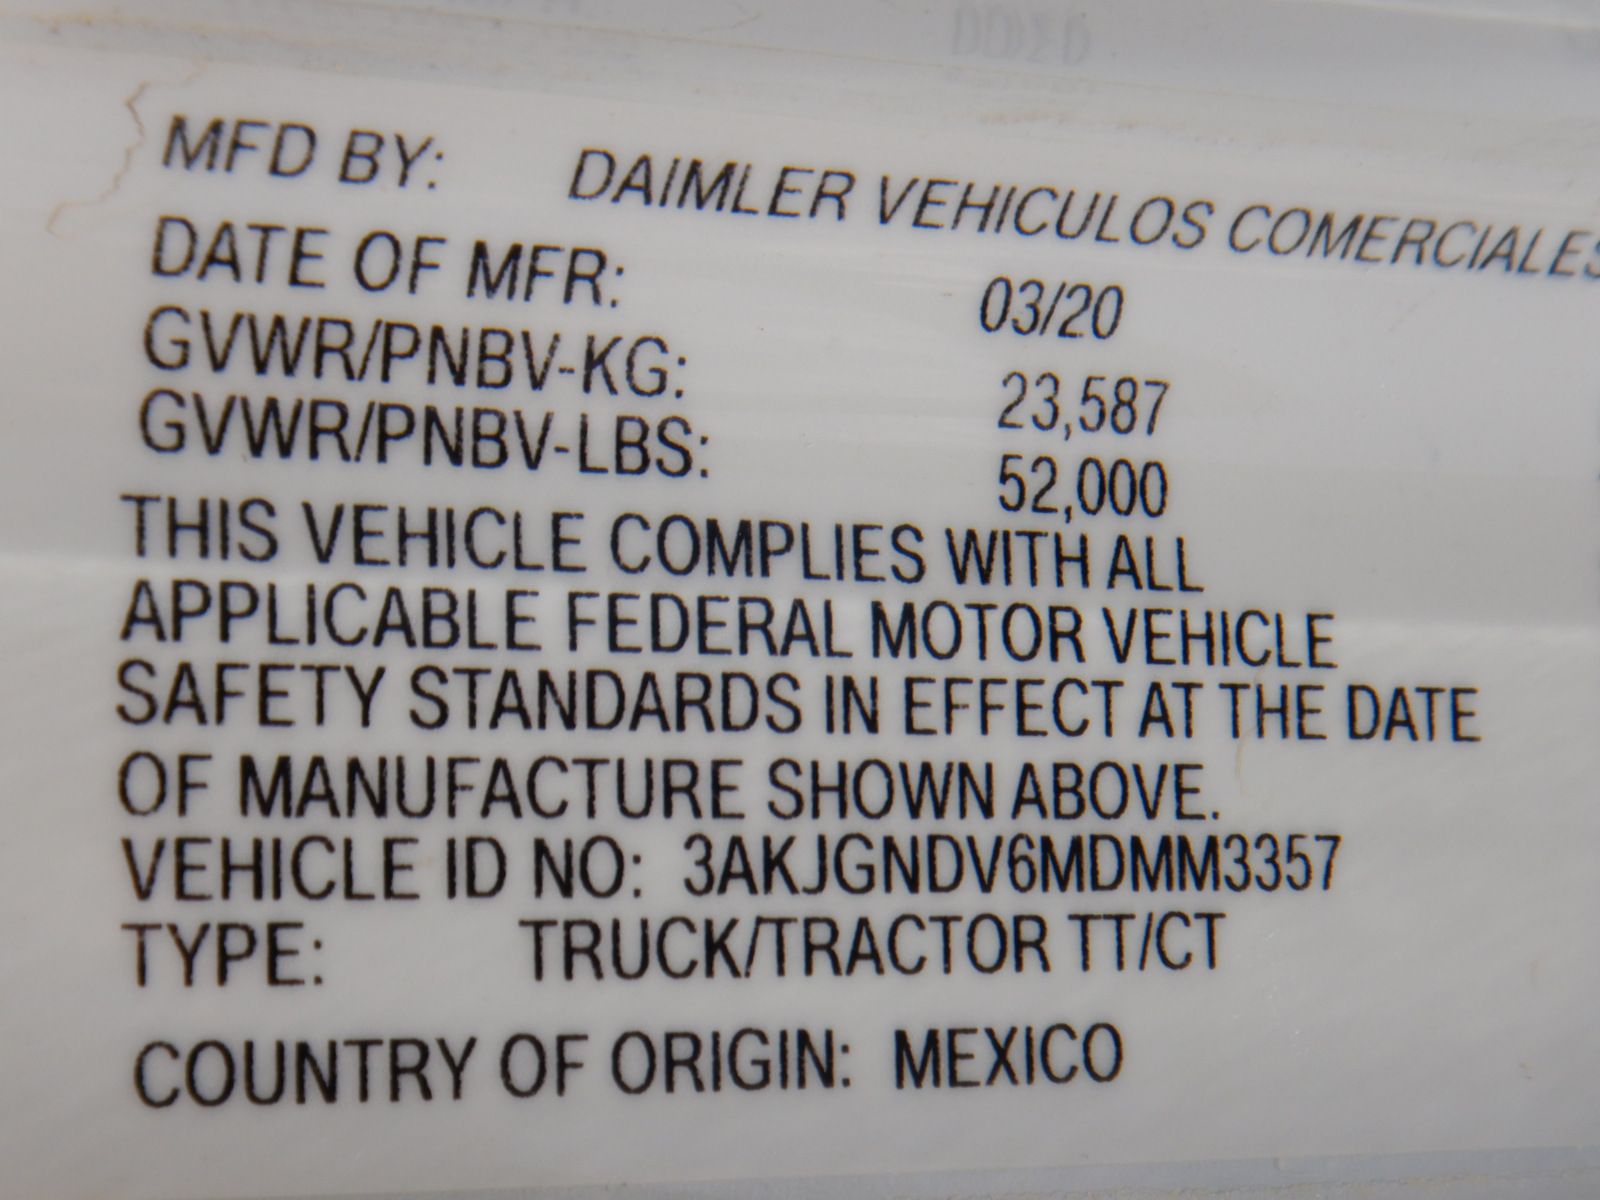 MFD BY: DAIMLER VEHICULOS COMERCIALES
DATE OF MFR: 03/20
GVWR/PNBV-KG: 23,587
GVWR/PNBV-LBS: 52,000
THIS VEHICLE COMPLIES WITH ALL
APPLICABLE FEDERAL MOTOR VEHICLE
SAFETY STANDARDS IN EFFECT AT THE DATE
OF MANUFACTURE SHOWN ABOVE.
VEHICLE ID NO: 3AKJGNDV6MDMM3357
TYPE: TRUCK/TRACTOR TT/CT
COUNTRY OF ORIGIN: MEXICO